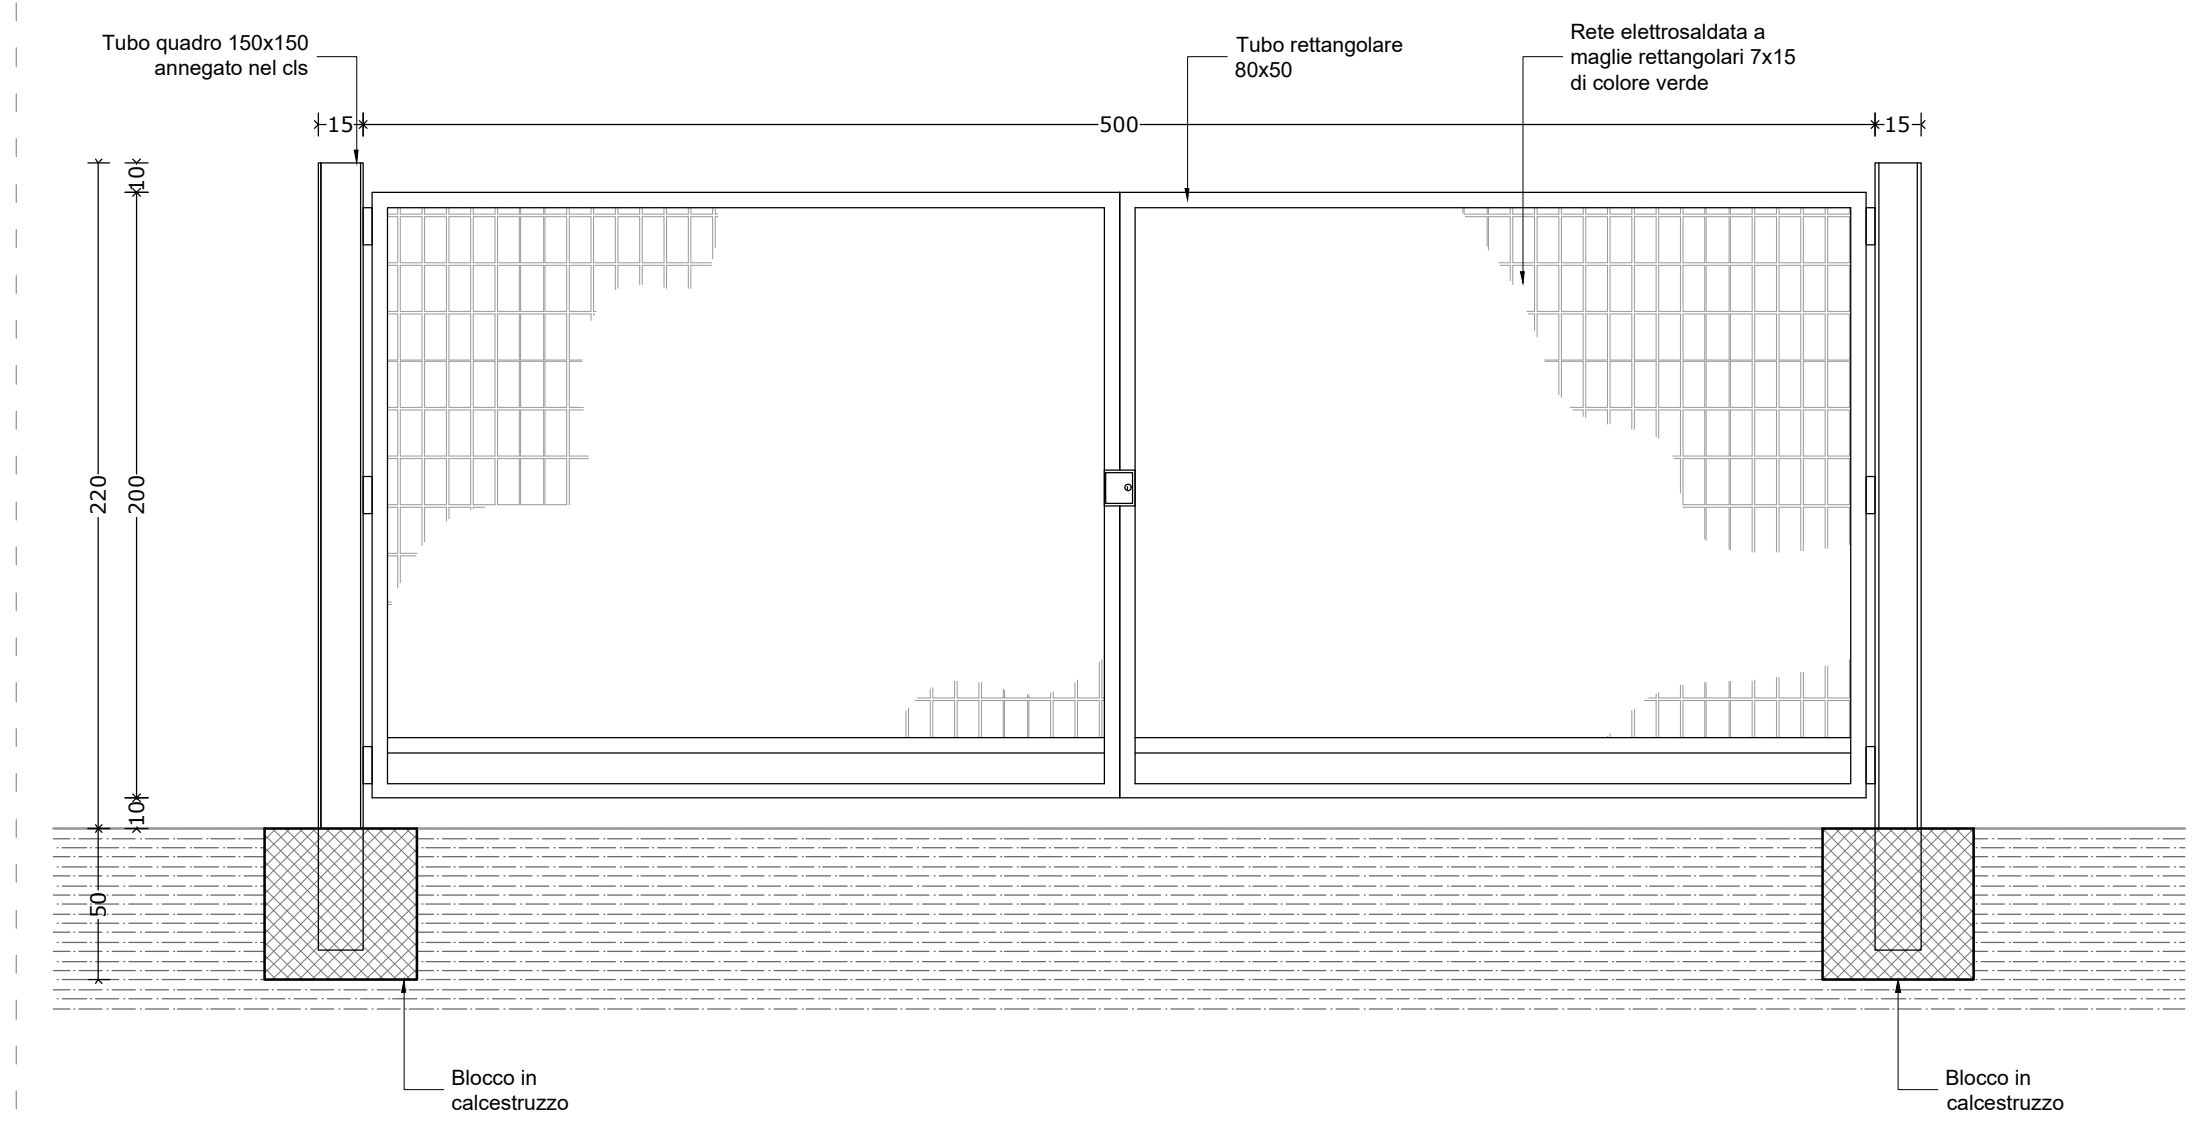 Tubo quadro 150x150
annegato nel cls
Tubo rettangolare
80x50
Rete elettrosaldata a
maglie rettangolari 7x15
di colore verde
15
500
15
10
220
200
10
50
Blocco in
calcestruzzo
Blocco in
calcestruzzo